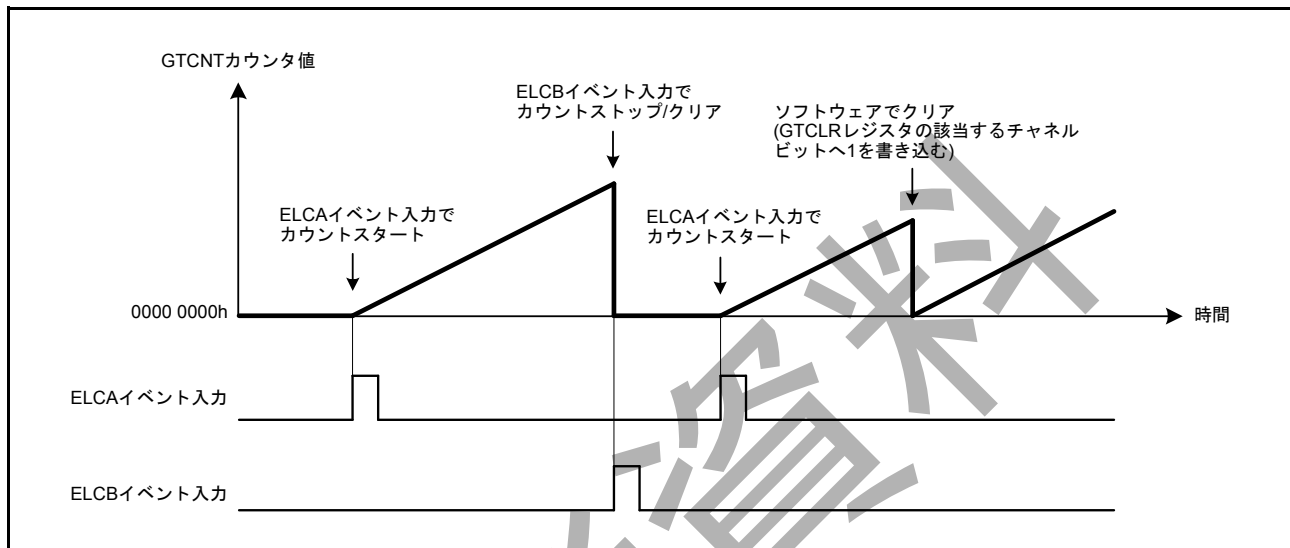 GTCNTカウンタ値
ELCBイベント入力で
カウントストップ/クリア
ソフトウェアでクリア
(GTCLRレジスタの該当するチャネル
ビットへ1を書き込む)
ELCAイベント入力で
カウントスタート
ELCAイベント入力で
カウントスタート
0000 0000h
時間
ELCAイベント入力
ELCBイベント入力
資料